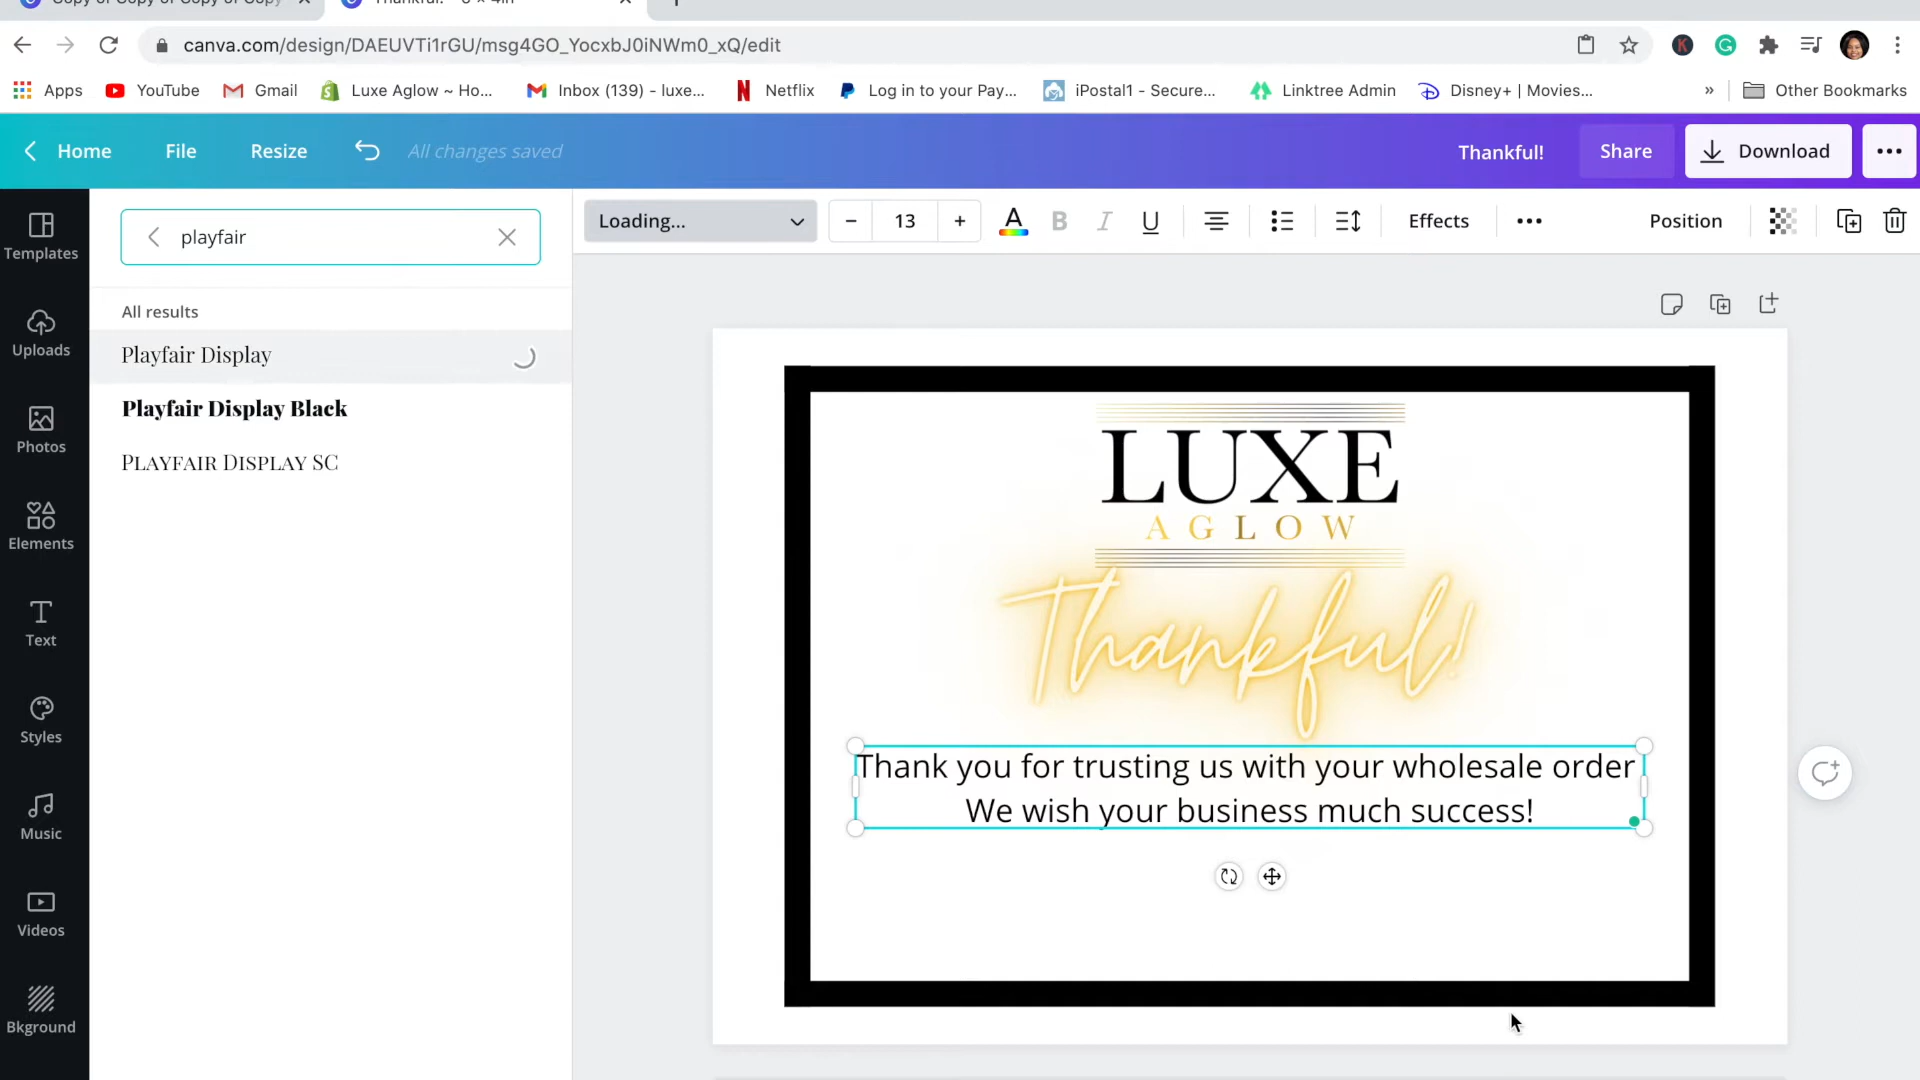 canva.com/design/DAEUVTi1rGU/msg4GO_YocxbJ0iNWm0_xQ/edit
K
G
Apps
YouTube
Gmail
Luxe Aglow ~ Ho...
Inbox (139) - luxe...
Netflix
Log in to your Pay...
iPostal1 - Secure...
Linktree Admin
Disney+ | Movies...
»
Other Bookmarks
Home
File
Resize
All changes saved
Thankful!
Share
Download
Templates
Uploads
Photos
Elements
Text
Styles
Music
Videos
Bkground
playfair
All results
Playfair Display
Playfair Display Black
Playfair Display SC
Loading...
13
A
B
I
U
Effects
Position
LUXE
AGLOW
Thankful!
Thank you for trusting us with your wholesale order
We wish your business much success!